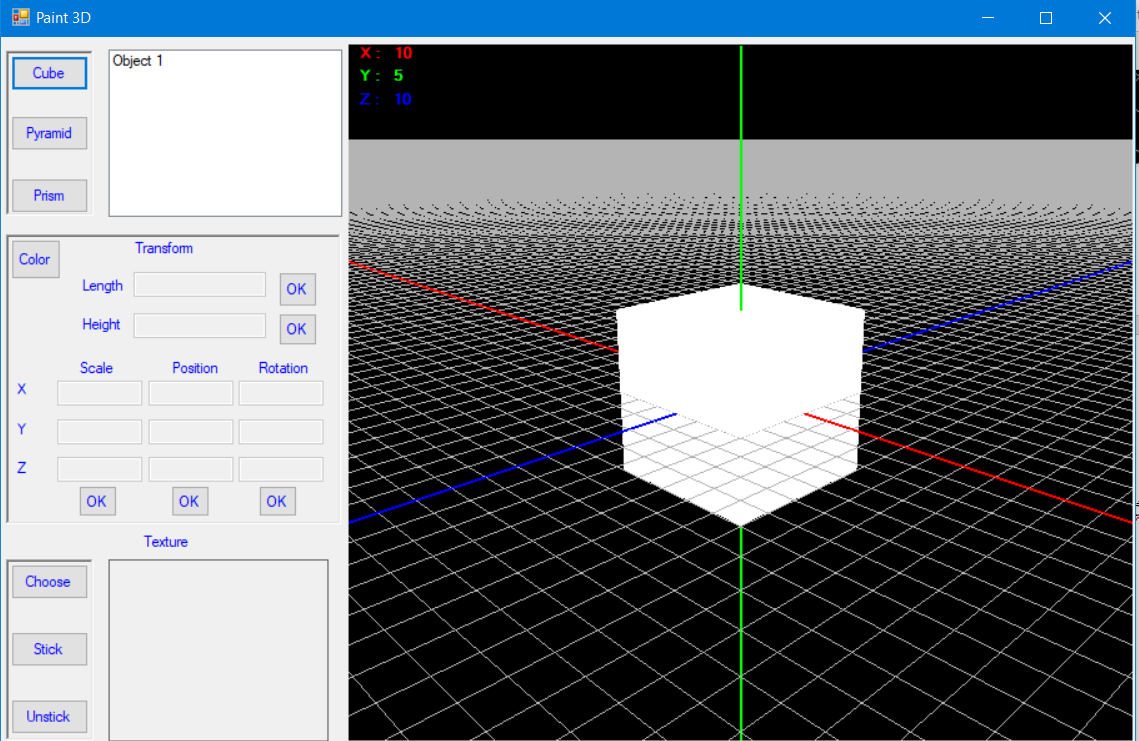 Paint 3D
Cube
Object 1
Pyramid
Prism
X : 10
Y : 5
Z : 10
Color
Transform
Length
OK
Height
OK
Scale Position Rotation
X
Y
Z
OK OK OK
Texture
Choose
Stick
Unstick